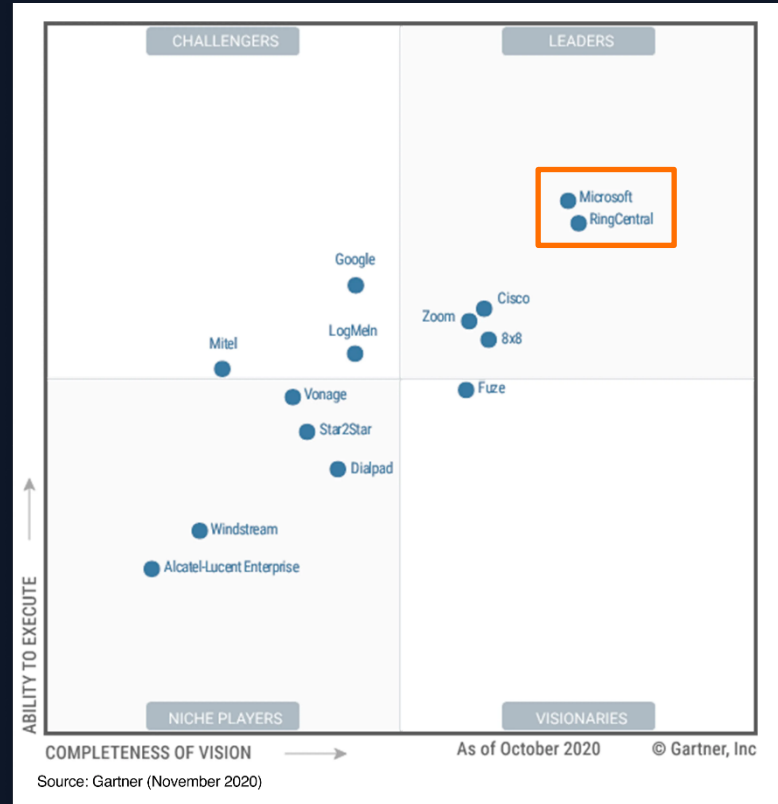 CHALLENGERS
LEADERS
Microsoft
RingCentral
Google
Cisco
Zoom
LogMeIn
8x8
Mitel
Fuze
Vonage
Star2Star
Dialpad
Windstream
Alcatel-Lucent Enterprise
ABILITY TO EXECUTE
NICHE PLAYERS
VISIONARIES
COMPLETENESS OF VISION
As of October 2020
© Gartner, Inc
Source: Gartner (November 2020)